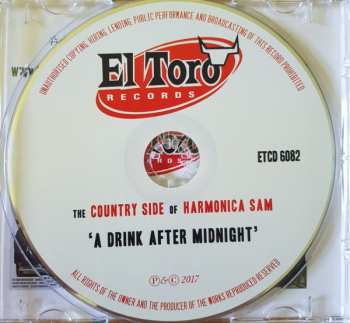 UNAUTHORISED COPYING, HIRING, LENDING, PUBLIC PERFORMANCE AND BROADCASTING OF THIS RECORD PROHIBITED
El Toro
RECORDS
ETCD 6082
THE COUNTRY SIDE OF HARMONICA SAM
‘A DRINK AFTER MIDNIGHT’
℗&© 2017
ALL RIGHTS OF THE OWNER AND THE PRODUCER OF THE WORKS REPRODUCED RESERVED